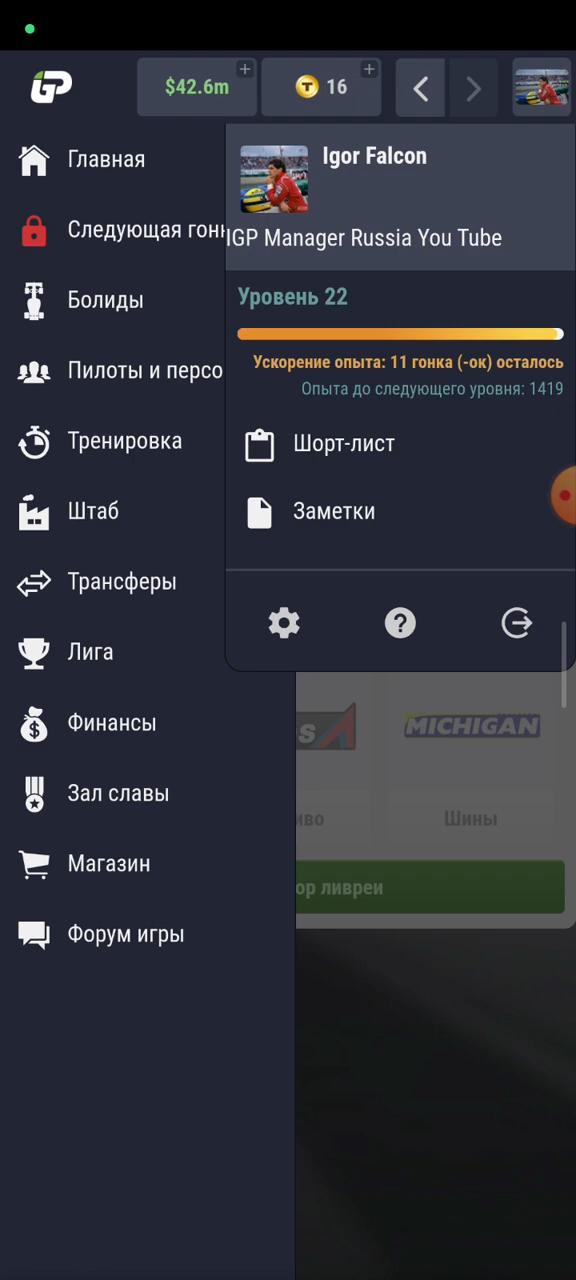 $42.6m
16
Igor Falcon
IGP Manager Russia You Tube
Уровень 22
Ускорение опыта: 11 гонка (-ок) осталось
Опыта до следующего уровня: 1419
Шорт-лист
Заметки
Главная
Следующая гон
Болиды
Пилоты и персо
Тренировка
Штаб
Трансферы
Лига
Финансы
Зал славы
Магазин
Форум игры
MICHIGAN
иво
Шины
ор ливреи